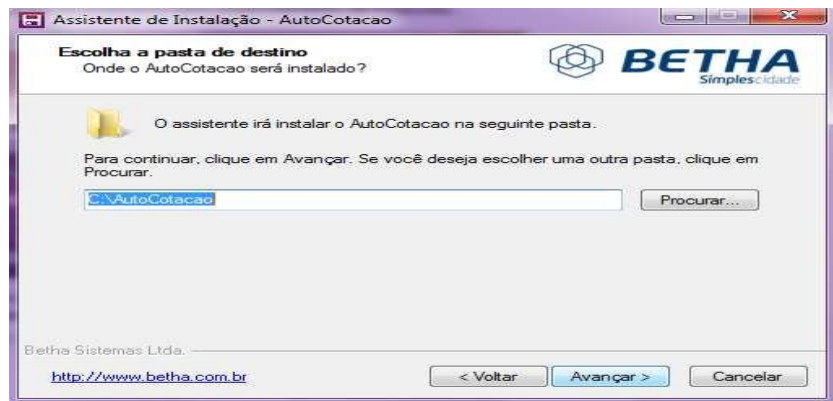 Assistente de Instalação - AutoCotacao
Escolha a pasta de destino
Onde o AutoCotacao será instalado?
BETHA
Simplescidade
O assistente irá instalar o AutoCotacao na seguinte pasta.
Para continuar, clique em Avançar. Se você deseja escolher uma outra pasta, clique em
Procurar.
C:\AutoCotacao
Procurar...
Betha Sistemas Ltda.
http://www.betha.com.br
< Voltar
Avançar >
Cancelar